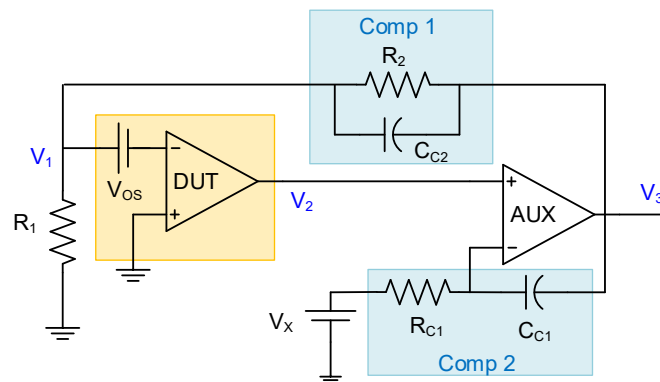 Comp 1
R2
CC2
V1
VOS
−
DUT
+
V2
R1
+
AUX
−
V3
VX
RC1
CC1
Comp 2